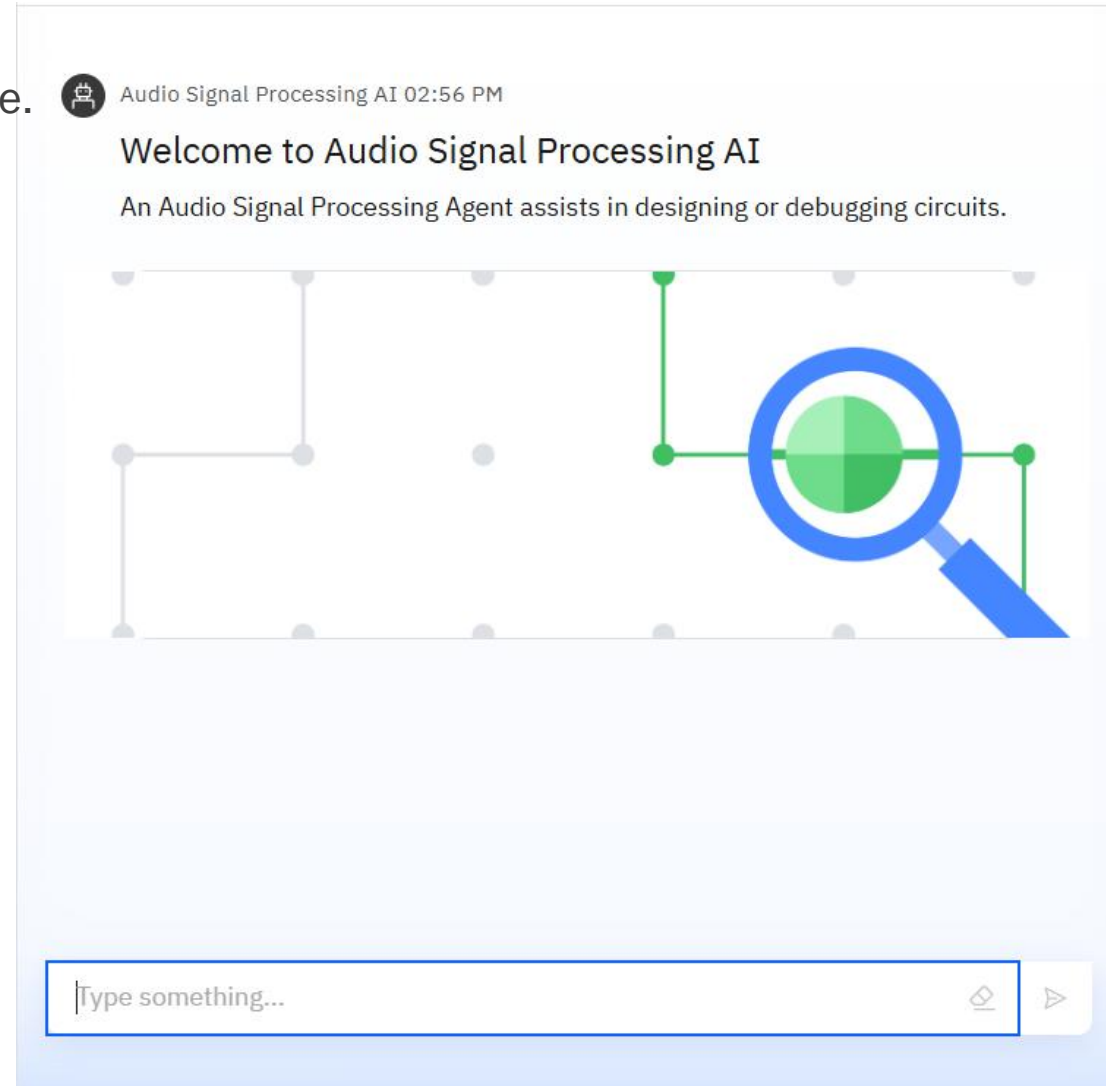 e.
Audio Signal Processing AI 02:56 PM
Welcome to Audio Signal Processing AI
An Audio Signal Processing Agent assists in designing or debugging circuits.
Type something...